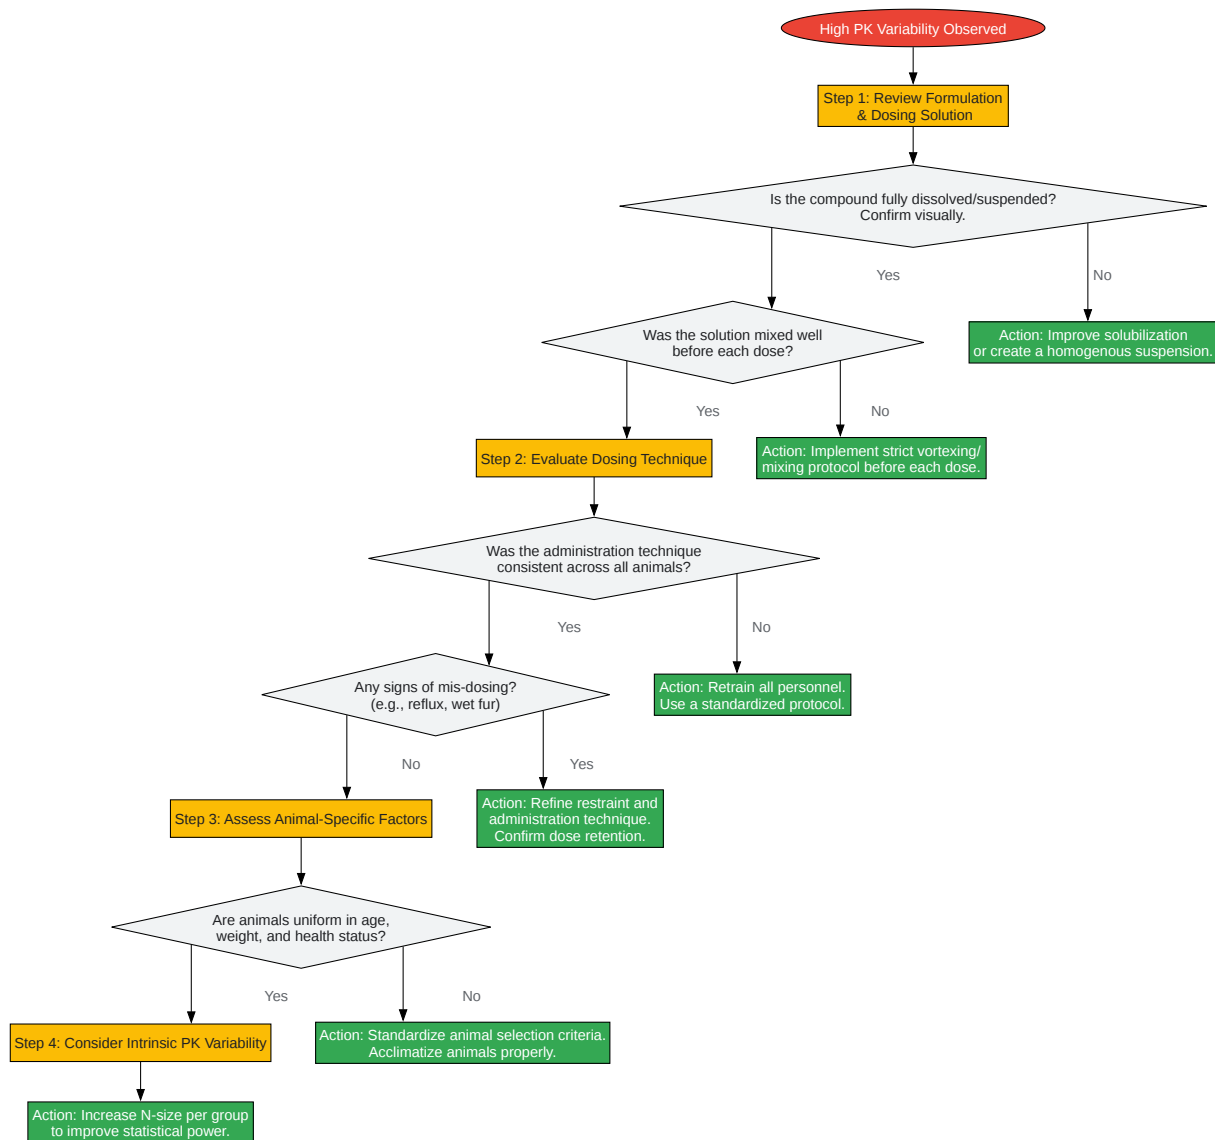 High PK Variability Observed
Step 1: Review Formulation
& Dosing Solution
Is the compound fully dissolved/suspended?
Confirm visually.
Yes
No
Was the solution mixed well
before each dose?
Action: Improve solubilization
or create a homogenous suspension.
Yes
No
Step 2: Evaluate Dosing Technique
Action: Implement strict vortexing/
mixing protocol before each dose.
Was the administration technique
consistent across all animals?
Yes
No
Any signs of mis-dosing?
(e.g., reflux, wet fur)
Action: Retrain all personnel.
Use a standardized protocol.
No
Yes
Step 3: Assess Animal-Specific Factors
Action: Refine restraint and
administration technique.
Confirm dose retention.
Are animals uniform in age,
weight, and health status?
Yes
No
Step 4: Consider Intrinsic PK Variability
Action: Standardize animal selection criteria.
Acclimatize animals properly.
Action: Increase N-size per group
to improve statistical power.